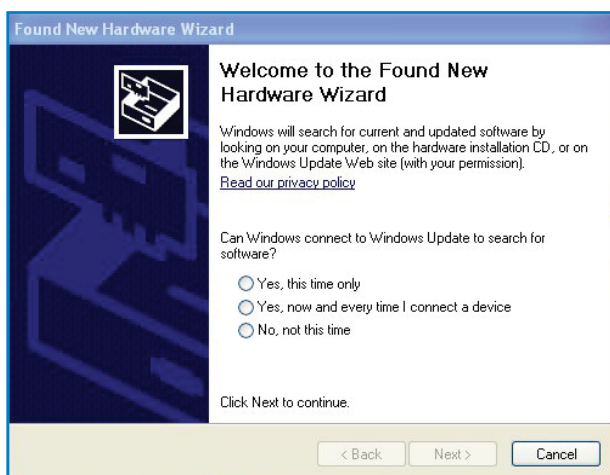 Found New Hardware Wizard
Welcome to the Found New
Hardware Wizard
Windows will search for current and updated software by
looking on your computer, on the hardware installation CD, or on
the Windows Update Web site (with your permission).
Read our privacy policy
Can Windows connect to Windows Update to search for
software?
Yes, this time only
Yes, now and every time I connect a device
No, not this time
Click Next to continue.
< Back
Next >
Cancel